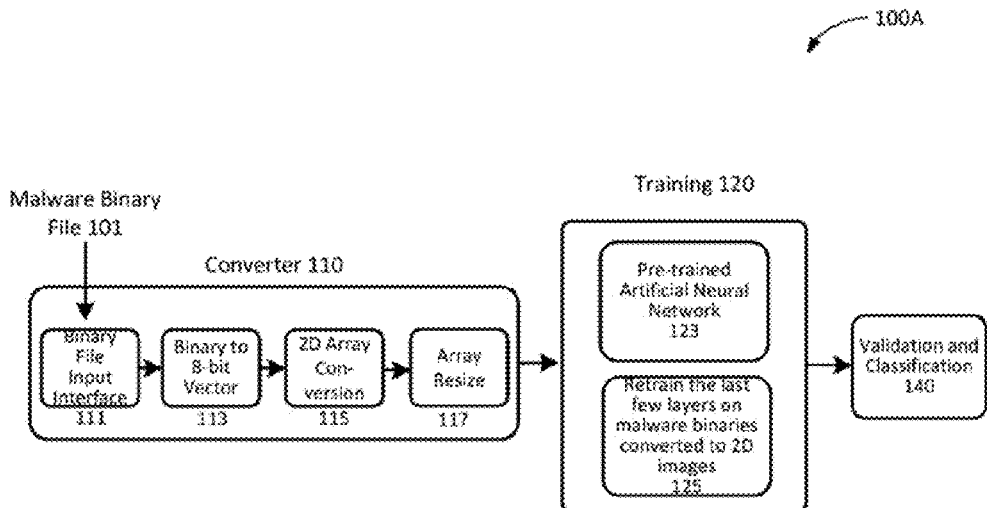 100A
Malware Binary
File 101
Converter 110
Binary
File
Input
Interface
111
Binary to
8-bit
Vector
113
2D Array
Con-
version
115
Array
Resize
117
Training 120
Pre-trained
Artificial Neural
Network
123
Retrain the last
few layers on
malware binaries
converted to 2D
images
125
Validation and
Classification
140